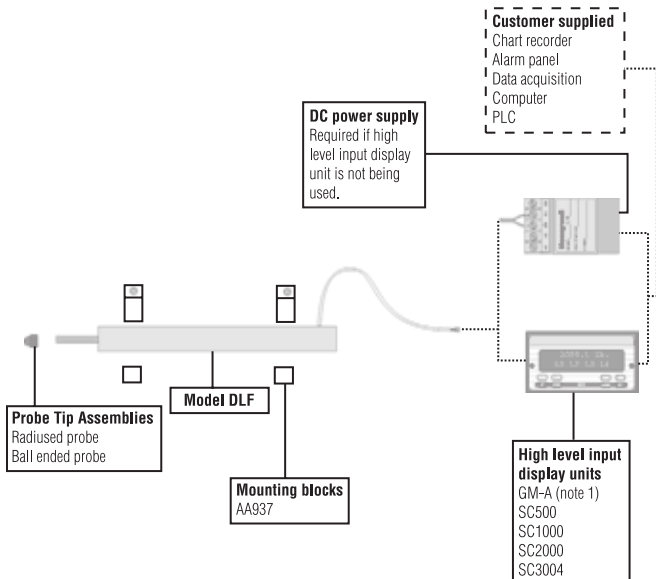 Customer supplied
Chart recorder
Alarm panel
Data acquisition
Computer
PLC
DC power supply
Required if high
level input display
unit is not being
used.
Honeywell
Model DLF
Probe Tip Assemblies
Radiused probe
Ball ended probe
Mounting blocks
AA937
High level input
display units
GM-A (note 1)
SC500
SC1000
SC2000
SC3004